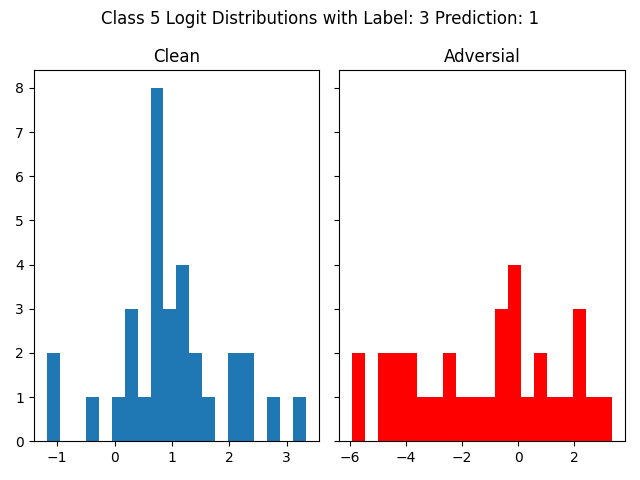 Class 5 Logit Distributions with Label: 3 Prediction: 1
Clean
Adversial
8
7
6
5
4
3
2
1
0
−1 0 1 2 3
−6 −4 −2 0 2